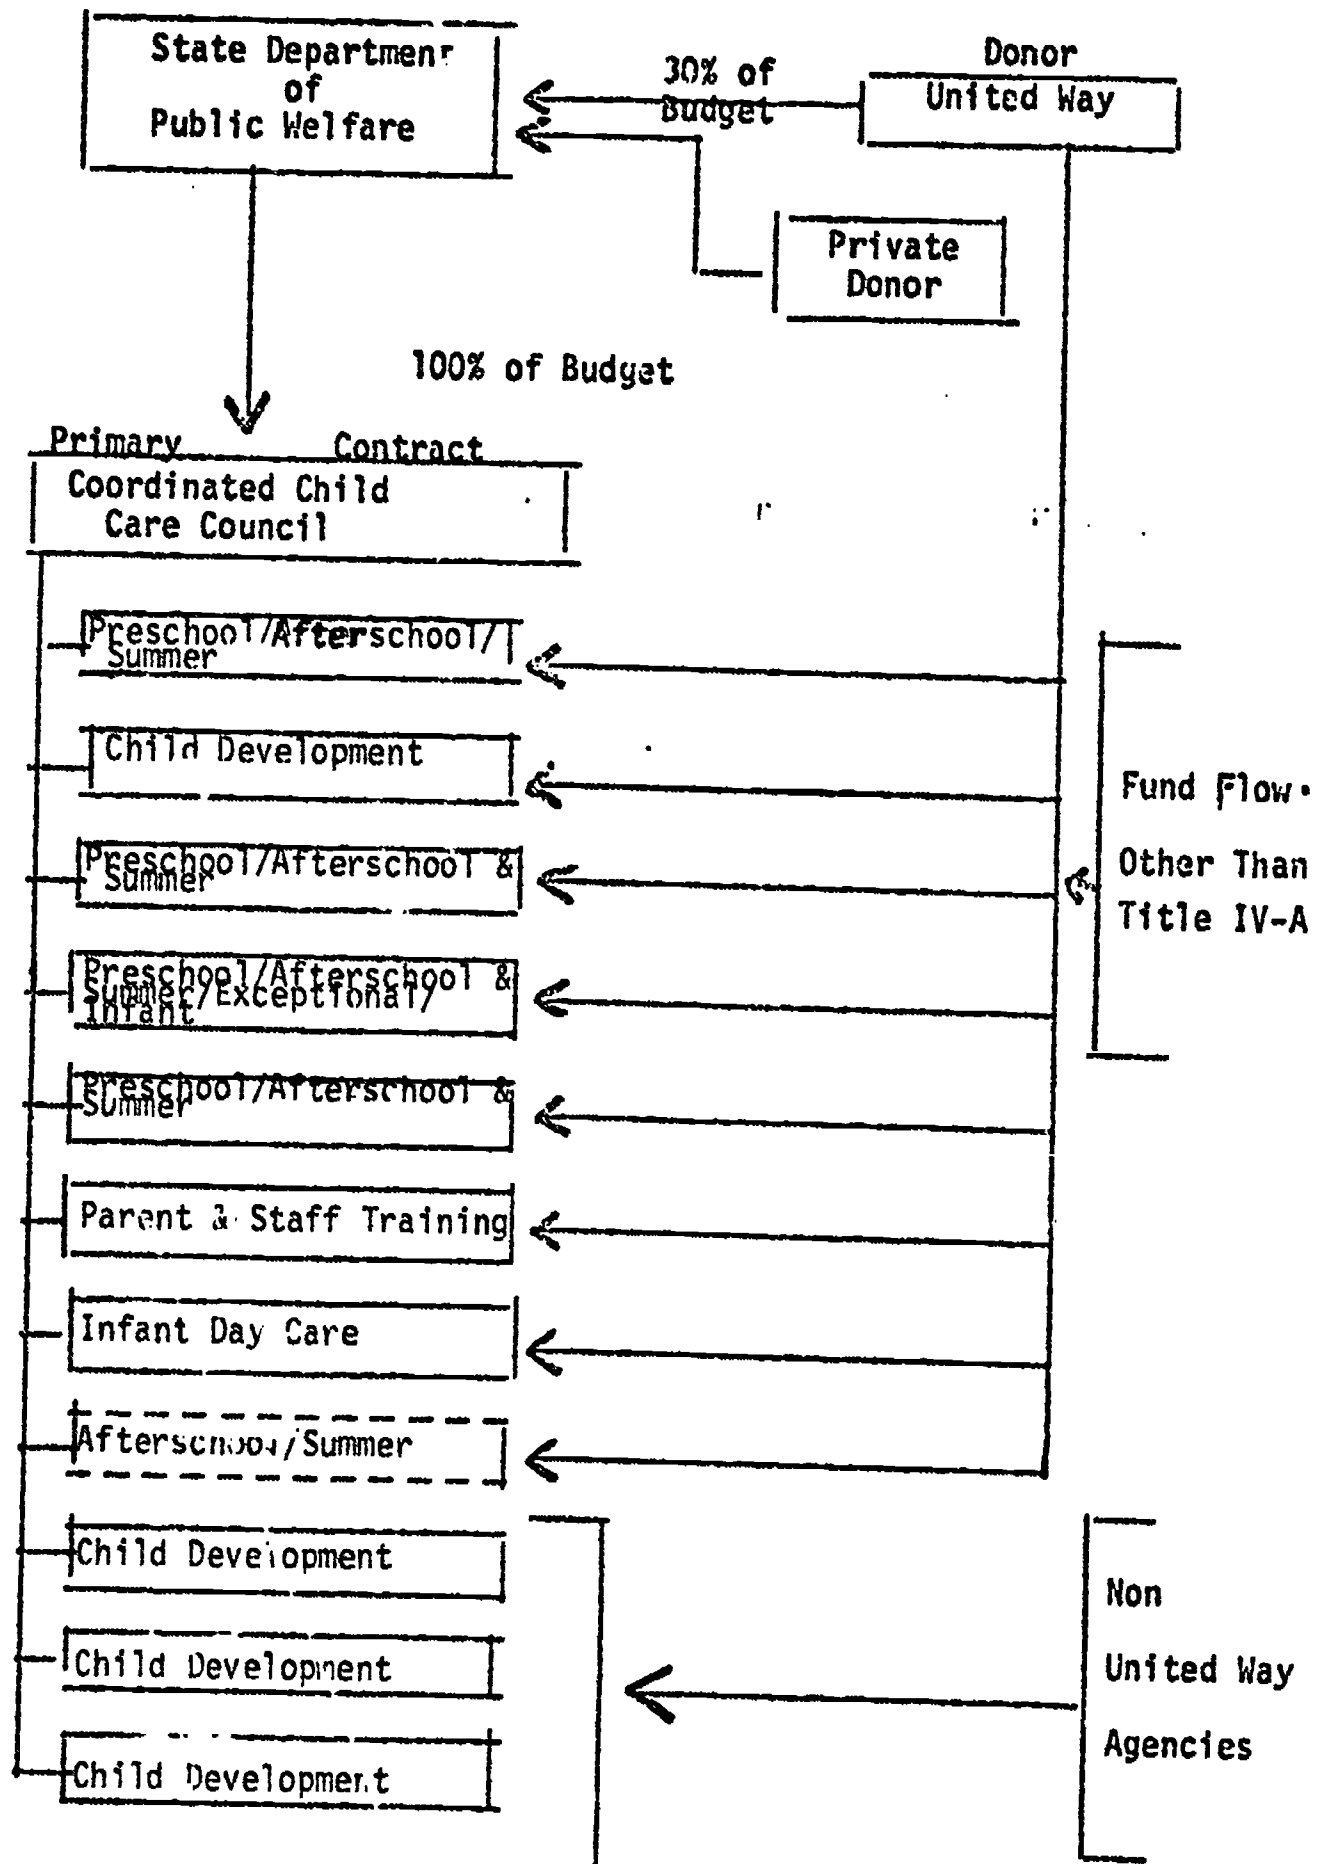 State Department
of
Public Welfare
30% of
Budget
Donor
United Way
Private
Donor
100% of Budget
Primary Contract
Coordinated Child
Care Council
Preschool/Afterschool/
Summer
Child Development
Preschool/Afterschool &
Summer
Preschool/Afterschool &
Summer/Exceptional/
Infant
Preschool/Afterschool &
Summer
Parent & Staff Training
Infant Day Care
Afterschool/Summer
Fund Flow
Other Than
Title IV-A
Child Development
Child Development
Child Development
Non
United Way
Agencies